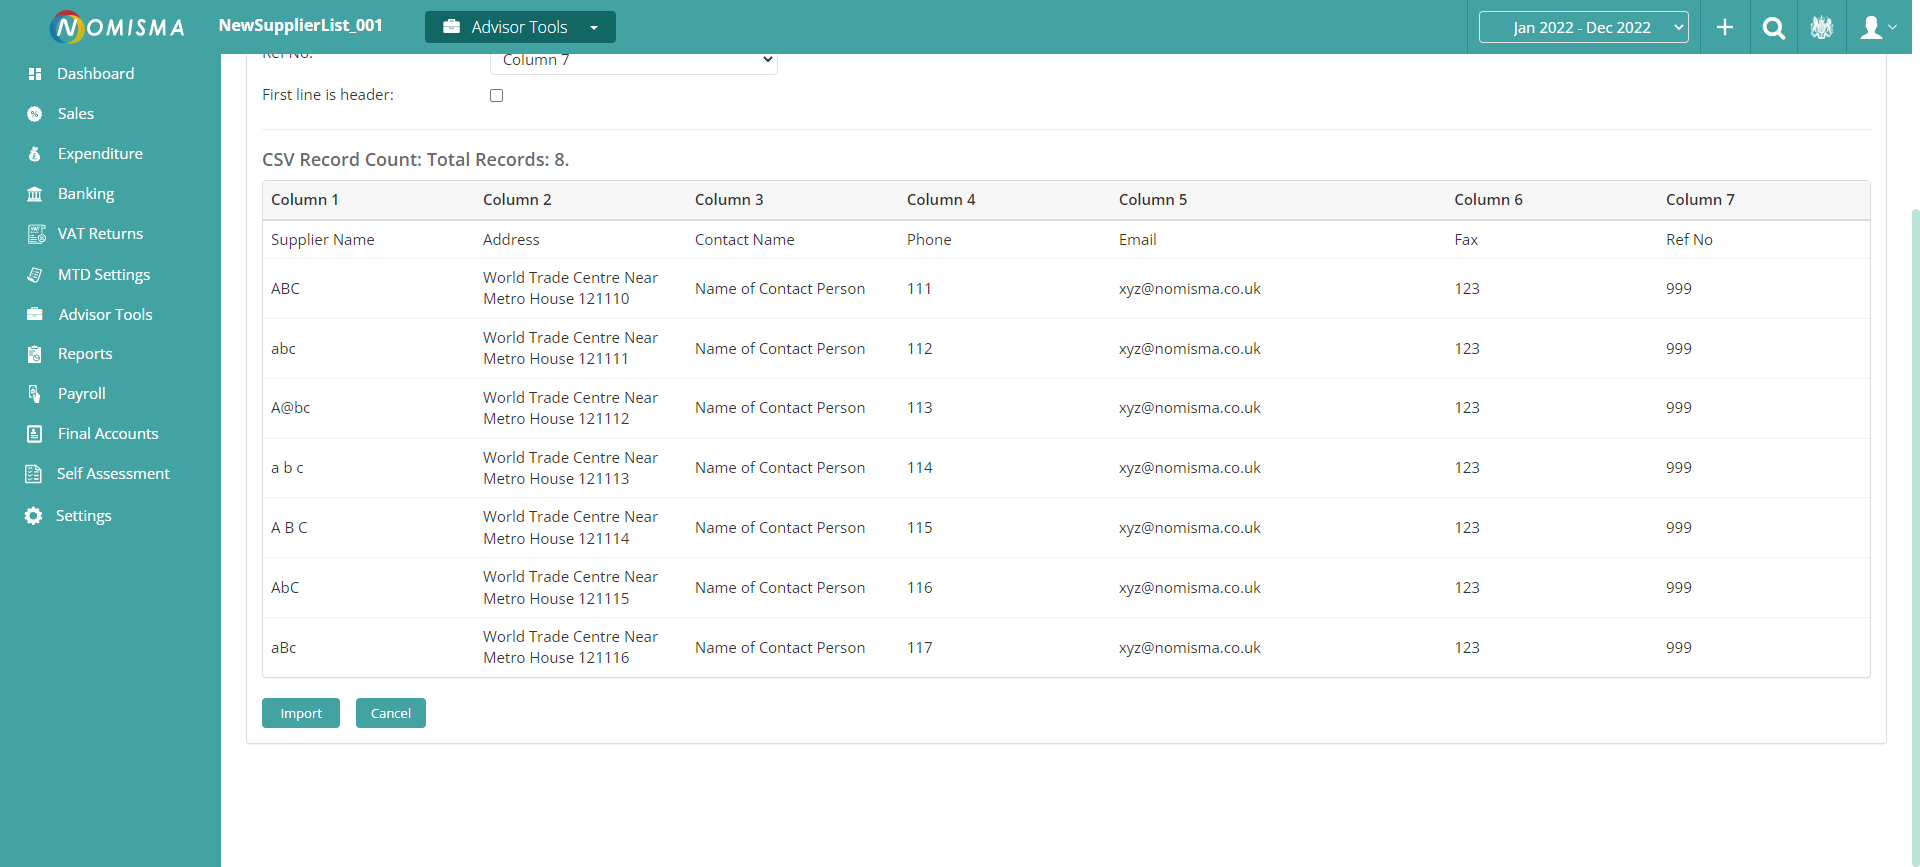 NOMISMA
NewSupplierList_001
Advisor Tools
Jan 2022 - Dec 2022
Dashboard
Sales
Expenditure
Banking
VAT Returns
MTD Settings
Advisor Tools
Reports
Payroll
Final Accounts
Self Assessment
Settings
Ref No: Column 7
First line is header:
CSV Record Count: Total Records: 8.
Column 1 Column 2 Column 3 Column 4 Column 5 Column 6 Column 7
Supplier Name Address Contact Name Phone Email Fax Ref No
ABC World Trade Centre Near Metro House 121110 Name of Contact Person 111 xyz@nomisma.co.uk 123 999
abc World Trade Centre Near Metro House 121111 Name of Contact Person 112 xyz@nomisma.co.uk 123 999
A@bc World Trade Centre Near Metro House 121112 Name of Contact Person 113 xyz@nomisma.co.uk 123 999
a b c World Trade Centre Near Metro House 121113 Name of Contact Person 114 xyz@nomisma.co.uk 123 999
A B C World Trade Centre Near Metro House 121114 Name of Contact Person 115 xyz@nomisma.co.uk 123 999
AbC World Trade Centre Near Metro House 121115 Name of Contact Person 116 xyz@nomisma.co.uk 123 999
aBc World Trade Centre Near Metro House 121116 Name of Contact Person 117 xyz@nomisma.co.uk 123 999
Import Cancel